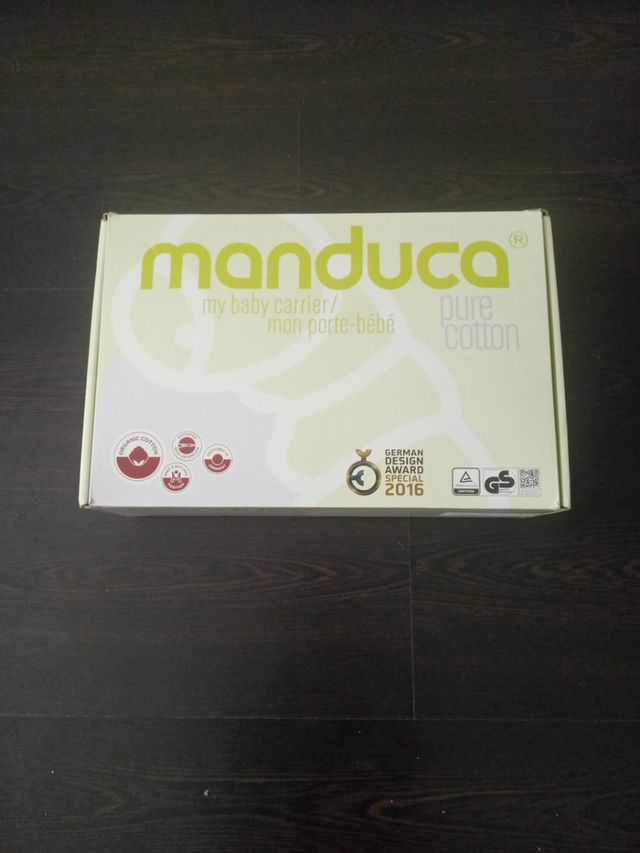 manduca®
my baby carrier/
mon porte-bébé
pure
cotton
ORGANIC COTTON
GERMAN
DESIGN
AWARD
SPECIAL
2016
GS